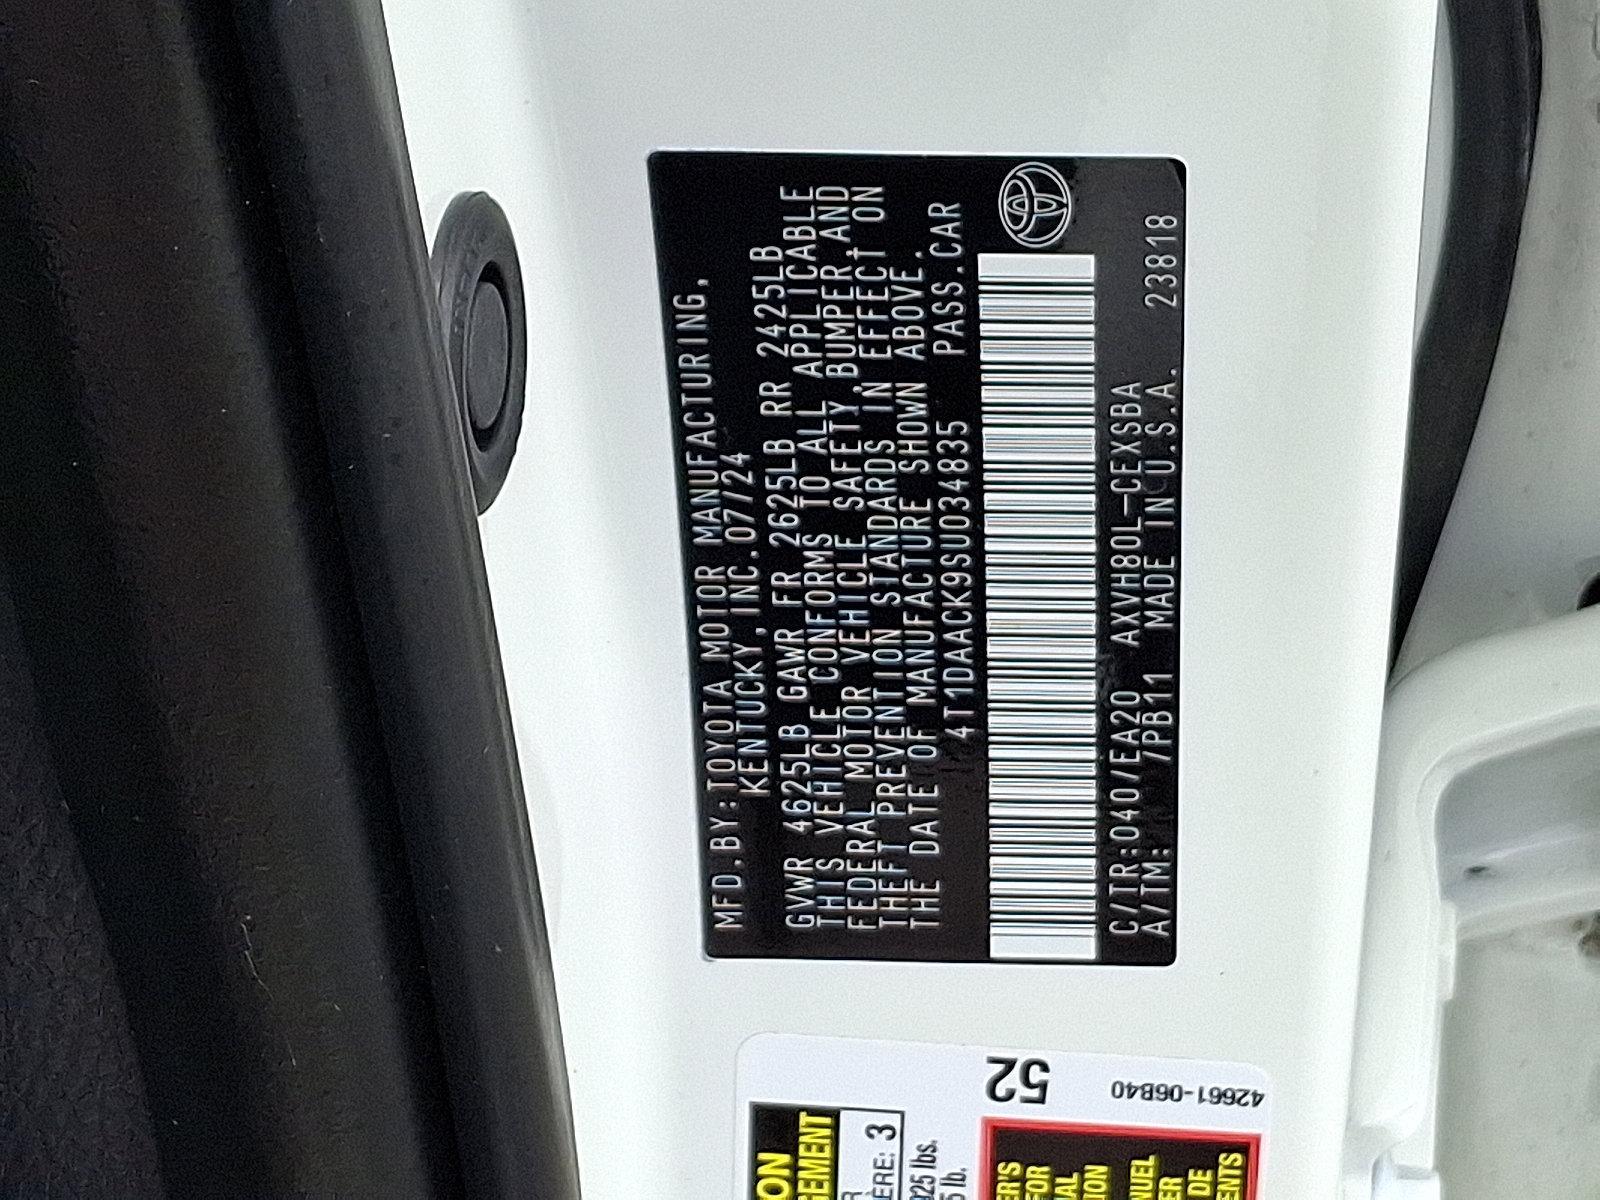 MFD.BY:TOYOTA MOTOR MANUFACTURING,
KENTUCKY,INC.07/24
GVWR 4625LB GAWR FR 2625LB RR 2425LB
THIS VEHICLE CONFORMS TO ALL APPLICABLE
FEDERAL MOTOR VEHICLE SAFETY,BUMPER,AND
THEFT PREVENTION STANDARDS IN EFFECT ON
THE DATE OF MANUFACTURE SHOWN ABOVE.
4T1DAACK9SU034835 PASS.CAR
C/TR:040/EA20 AXVH80L-CEXSBA
A/TM: /PB11 MADE IN U.S.A. 23818
52
42661-06B40
3